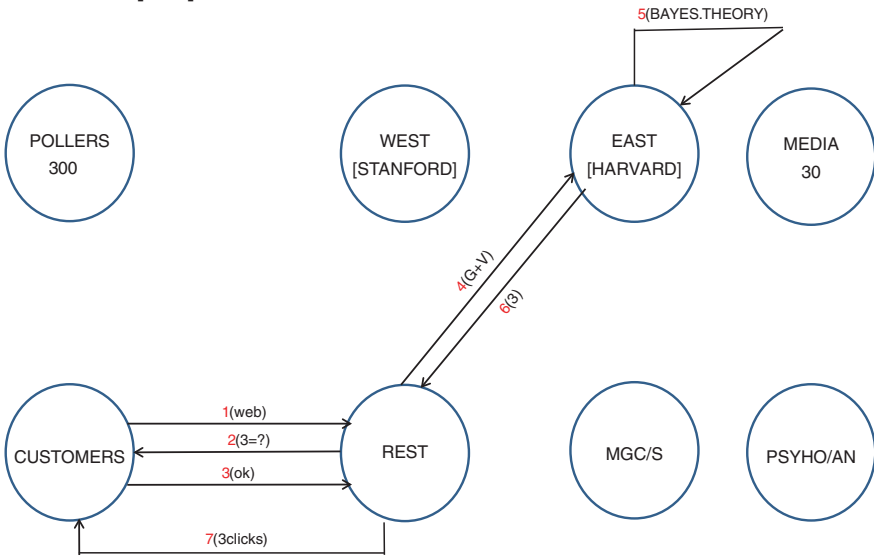 5(BAYES.THEORY)
POLLERS
300
WEST
[STANFORD]
EAST
[HARVARD]
MEDIA
30
4(G+V)
6(3)
1(web)
2(3=?)
3(ok)
CUSTOMERS
REST
MGC/S
PSYHO/AN
7(3clicks)